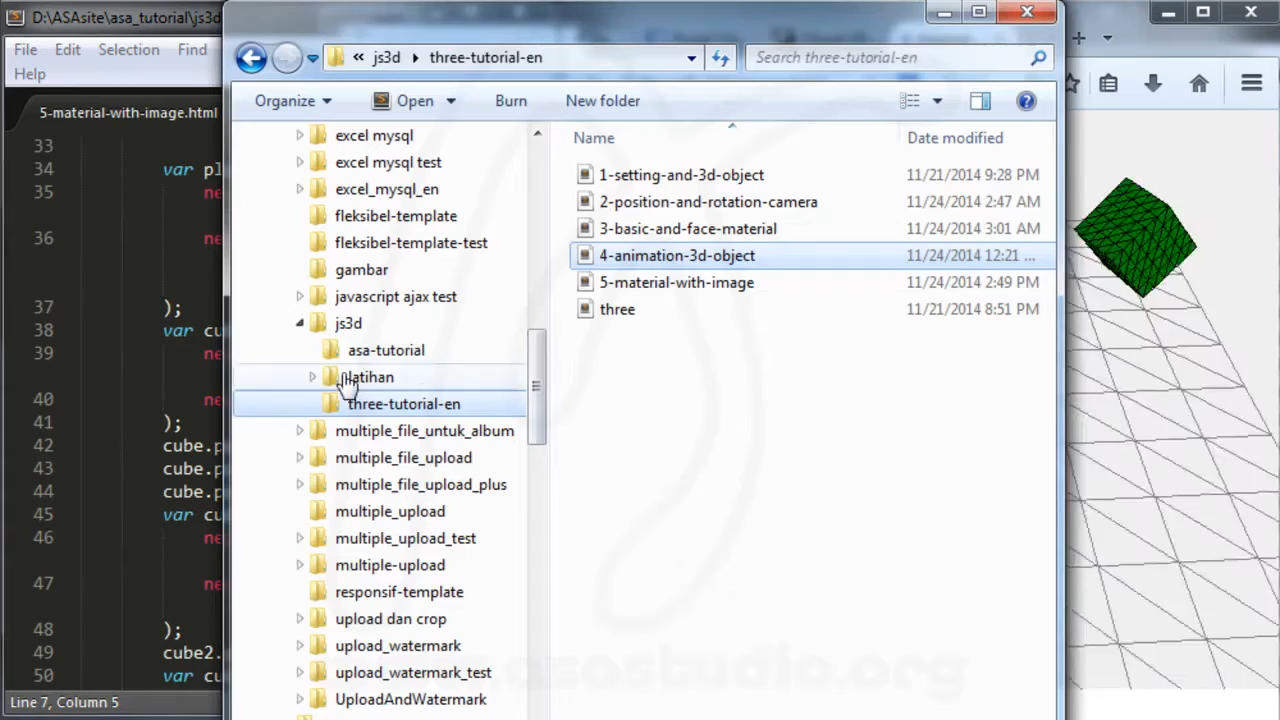 D:\ASAsite\asa_tutorial\js3d
File Edit Selection Find
Help
5-material-with-image.html
33
34 var pl
35 ne
36 ne
37 );
38 var cu
39 ne
40 ne
41 );
42 cube.p
43 cube.p
44 cube.p
45 var cu
46 ne
47 ne
48 );
49 cube2.
50 var cu
Line 7, Column 5
« js3d three-tutorial-en
Search three-tutorial-en
Organize Open Burn New folder
excel mysql
excel mysql test
excel_mysql_en
fleksibel-template
fleksibel-template-test
gambar
javascript ajax test
js3d
asa-tutorial
latihan
three-tutorial-en
multiple_file_untuk_album
multiple_file_upload
multiple_file_upload_plus
multiple_upload
multiple_upload_test
multiple-upload
responsif-template
upload dan crop
upload_watermark
upload_watermark_test
UploadAndWatermark
Name Date modified
1-setting-and-3d-object 11/21/2014 9:28 PM
2-position-and-rotation-camera 11/24/2014 2:47 AM
3-basic-and-face-material 11/24/2014 3:01 AM
4-animation-3d-object 11/24/2014 12:21 ...
5-material-with-image 11/24/2014 2:49 PM
three 11/21/2014 8:51 PM